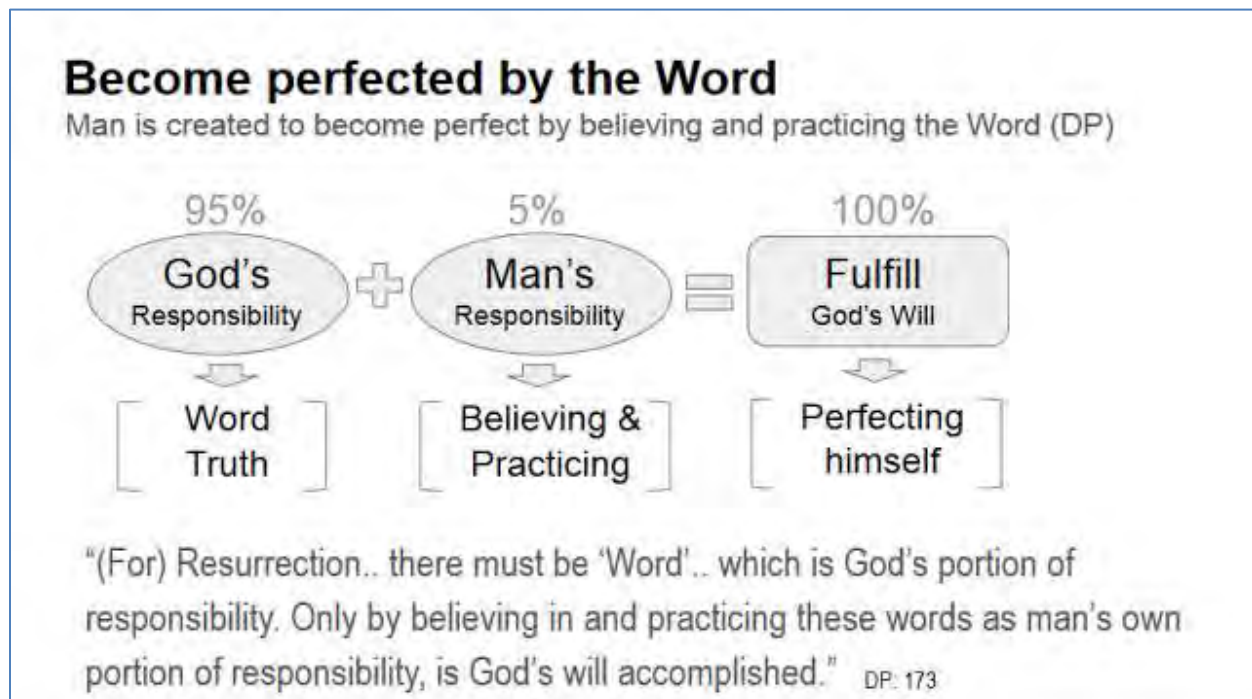 Become perfected by the Word
Man is created to become perfect by believing and practicing the Word (DP)
95% 5% 100%
God's Man's Fulfill
Responsibility Responsibility God's Will
Word Believing & Perfecting
Truth Practicing himself
“(For) Resurrection.. there must be ‘Word’.. which is God’s portion of
responsibility. Only by believing in and practicing these words as man’s own
portion of responsibility, is God’s will accomplished.” DP. 173